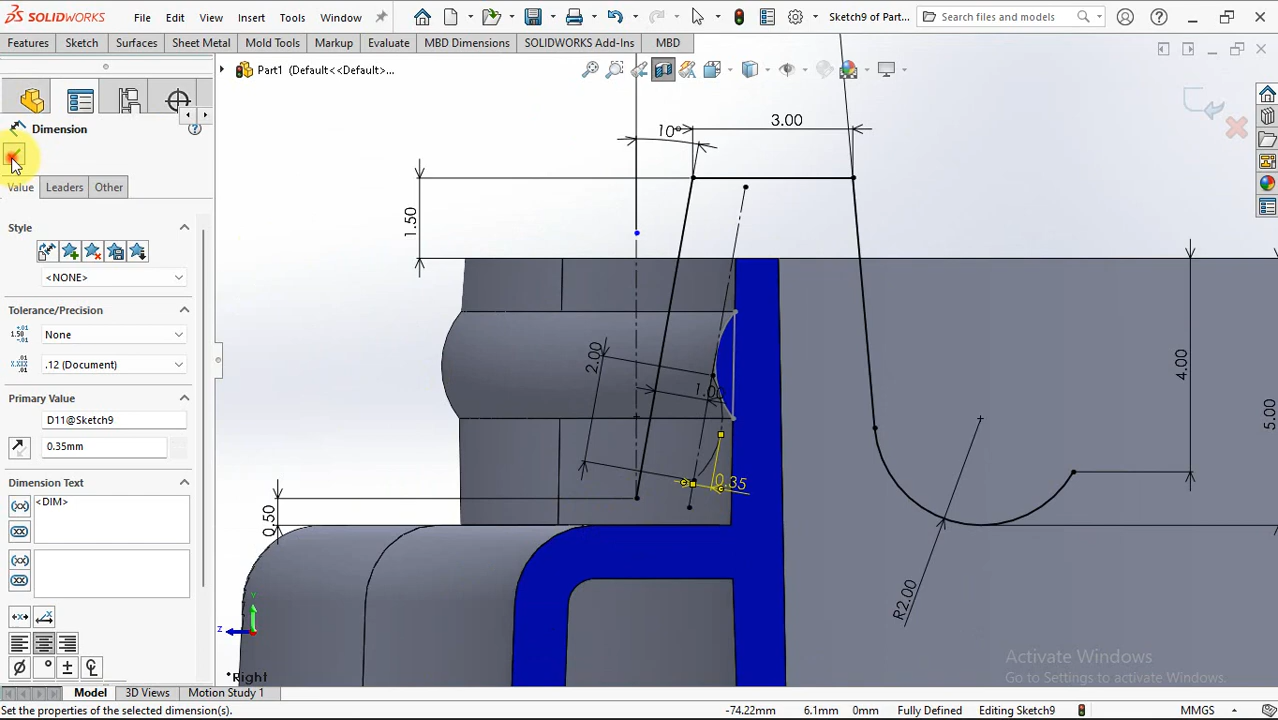 SOLIDWORKS File Edit View Insert Tools Window Sketch9 of Part... Search files and models
Features Sketch Surfaces Sheet Metal Mold Tools Markup Evaluate MBD Dimensions SOLIDWORKS Add-Ins MBD
Part1 (Default<<Default>...
Dimension
Value Leaders Other
Style
<NONE>
Tolerance/Precision
None
.12 (Document)
Primary Value
D11@Sketch9
0.35mm
Dimension Text
<DIM>
3.00
10°
1.50
2.00
1.00
4.00
5.00
0.35
0.50
R2.00
Y
Z
*Right
Activate Windows
Go to Settings to activate Windows.
Model 3D Views Motion Study 1
Set the properties of the selected dimension(s). -74.22mm 6.1mm 0mm Fully Defined Editing Sketch9 MMGS